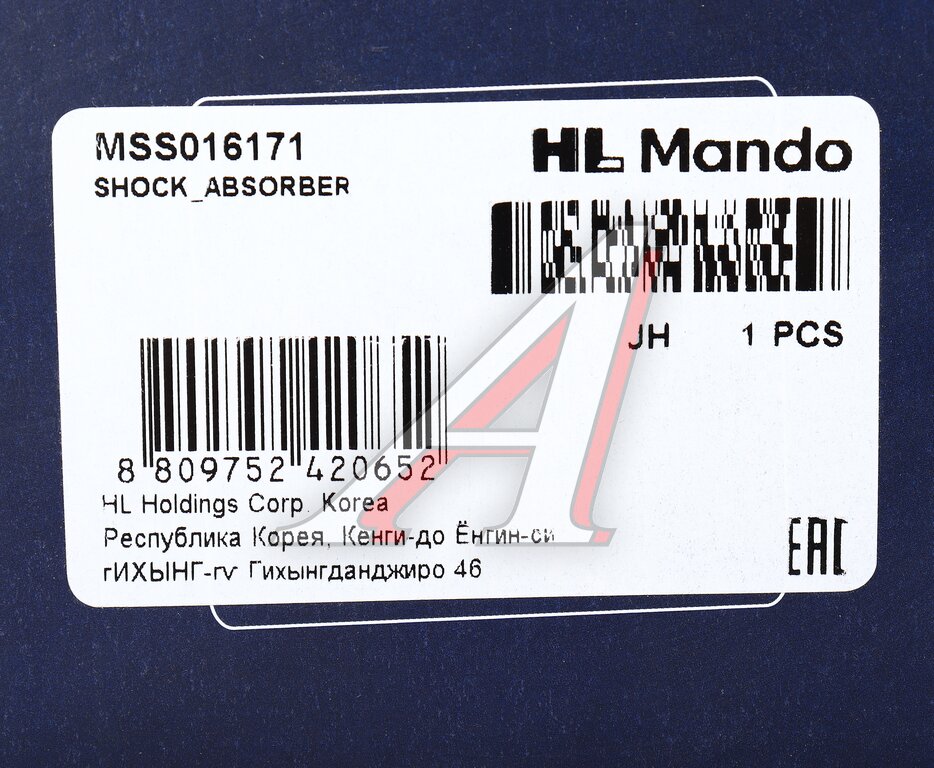 MSS016171
SHOCK_ABSORBER
HL Mando
JH 1 PCS
8 809752 420652
HL Holdings Corp. Korea
Республика Корея, Кенги-до Ёнгин-си
гИХЫНГ-гу Гихынгданджиро 46
EAC